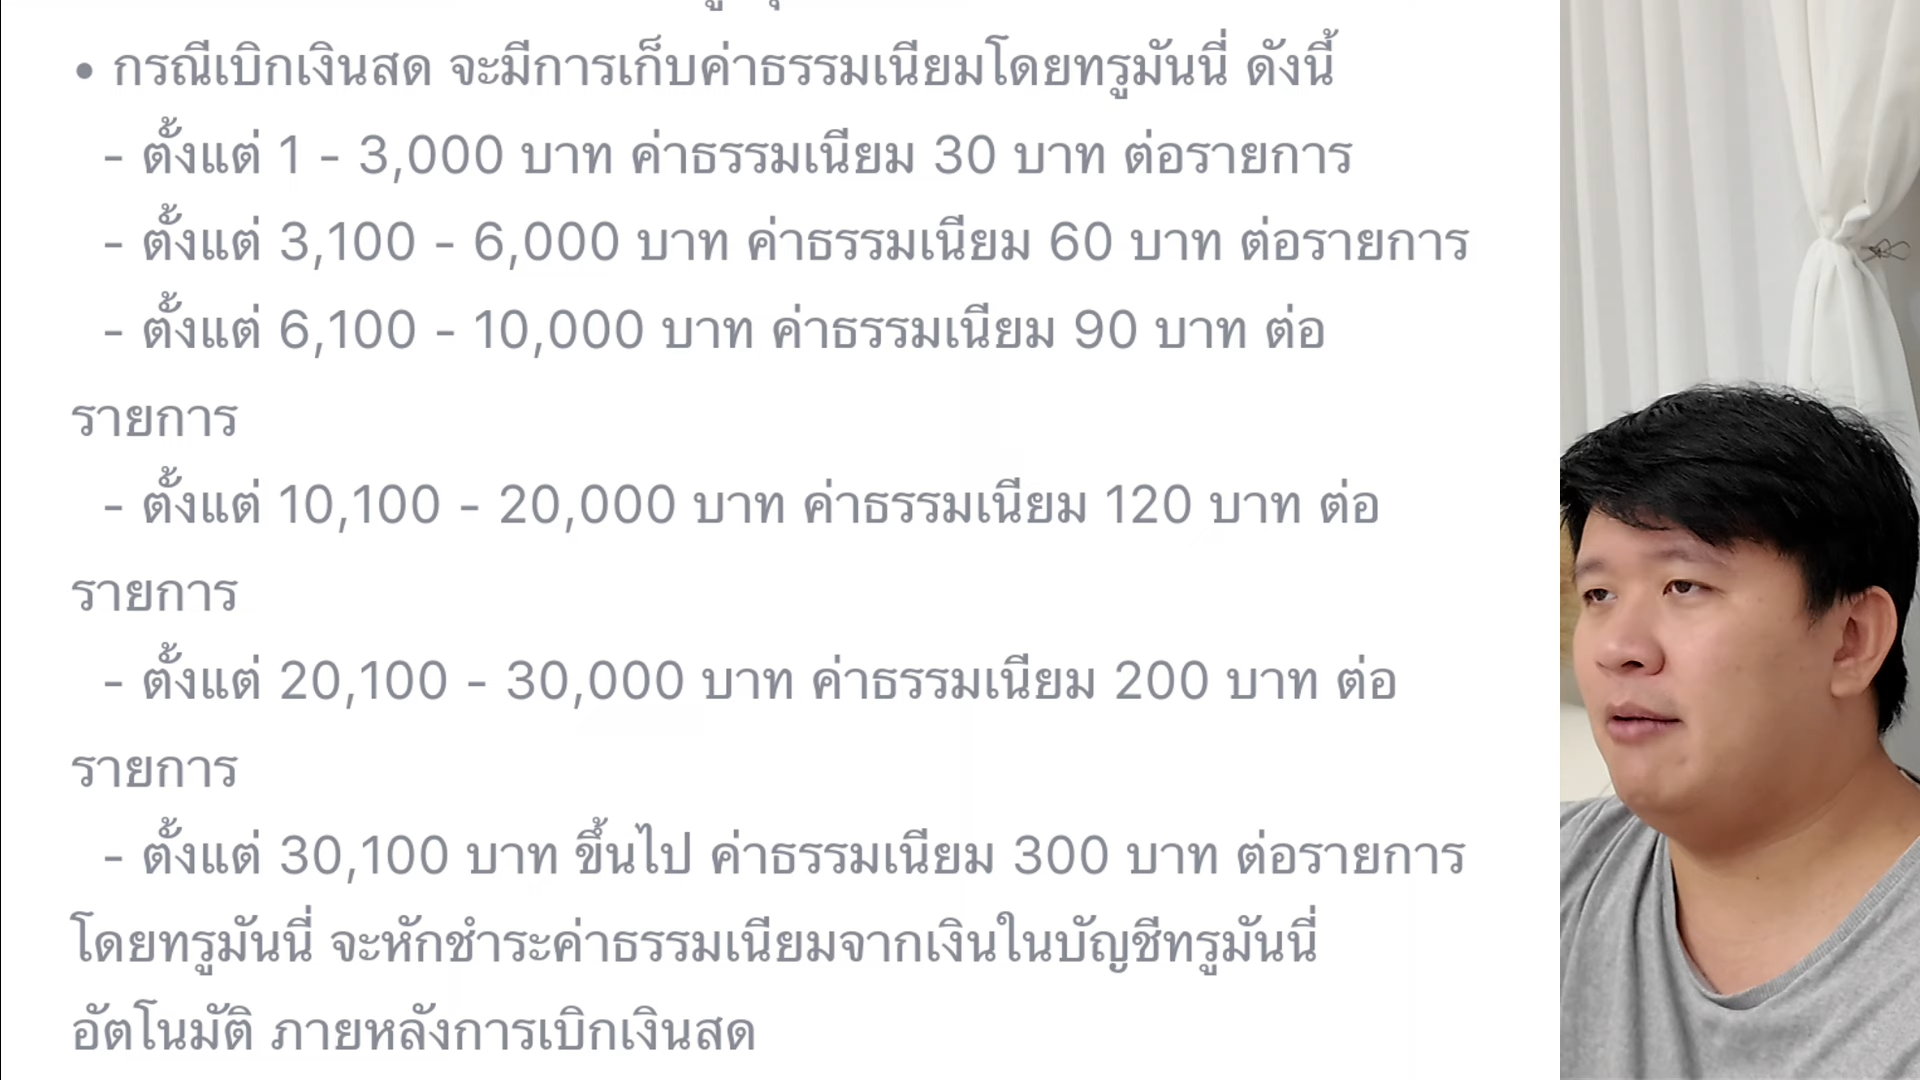 • กรณีเบิกเงินสด จะมีการเก็บค่าธรรมเนียมโดยทรูมันนี่ ดังนี้
- ตั้งแต่ 1 - 3,000 บาท ค่าธรรมเนียม 30 บาท ต่อรายการ
- ตั้งแต่ 3,100 - 6,000 บาท ค่าธรรมเนียม 60 บาท ต่อรายการ
- ตั้งแต่ 6,100 - 10,000 บาท ค่าธรรมเนียม 90 บาท ต่อ
รายการ
- ตั้งแต่ 10,100 - 20,000 บาท ค่าธรรมเนียม 120 บาท ต่อ
รายการ
- ตั้งแต่ 20,100 - 30,000 บาท ค่าธรรมเนียม 200 บาท ต่อ
รายการ
- ตั้งแต่ 30,100 บาท ขึ้นไป ค่าธรรมเนียม 300 บาท ต่อรายการ
โดยทรูมันนี่ จะหักชำระค่าธรรมเนียมจากเงินในบัญชีทรูมันนี่
อัตโนมัติ ภายหลังการเบิกเงินสด